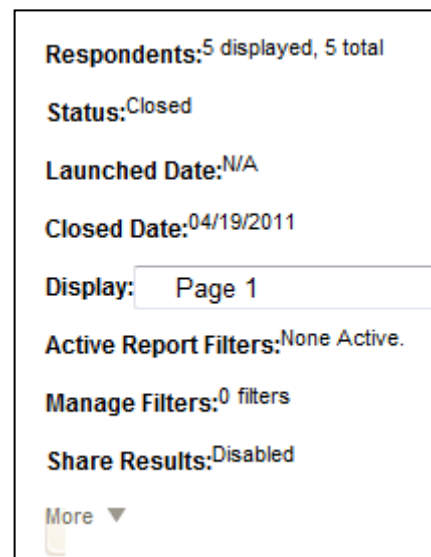 Respondents:5 displayed, 5 total
Status:Closed
Launched Date:N/A
Closed Date:04/19/2011
Display: Page 1
Active Report Filters:None Active.
Manage Filters:0 filters
Share Results:Disabled
More ▼